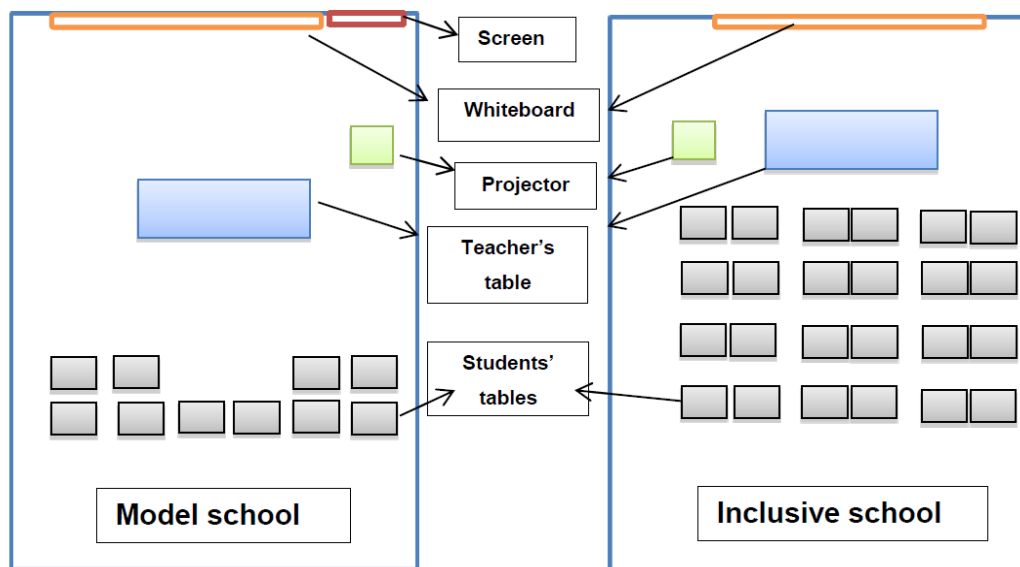 Screen
Whiteboard
Projector
Teacher’s
table
Students’
tables
Model school
Inclusive school